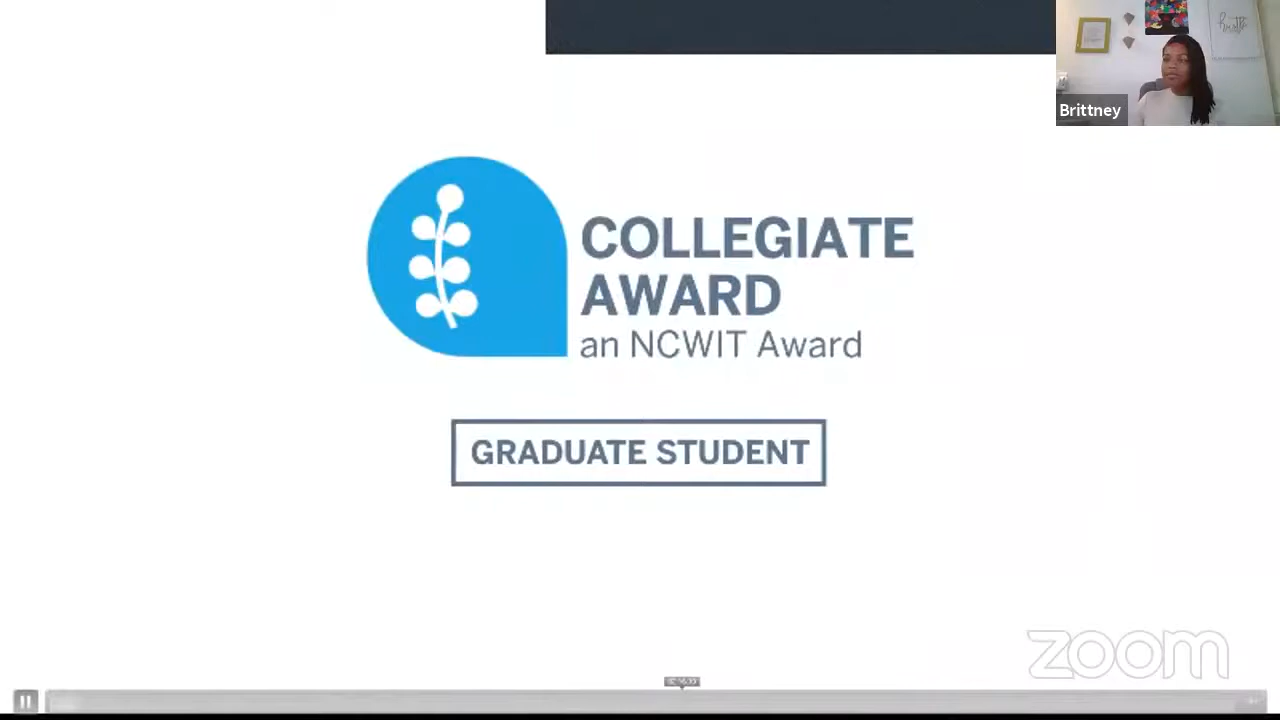 Brittney
COLLEGIATE
AWARD
an NCWIT Award
GRADUATE STUDENT
zoom